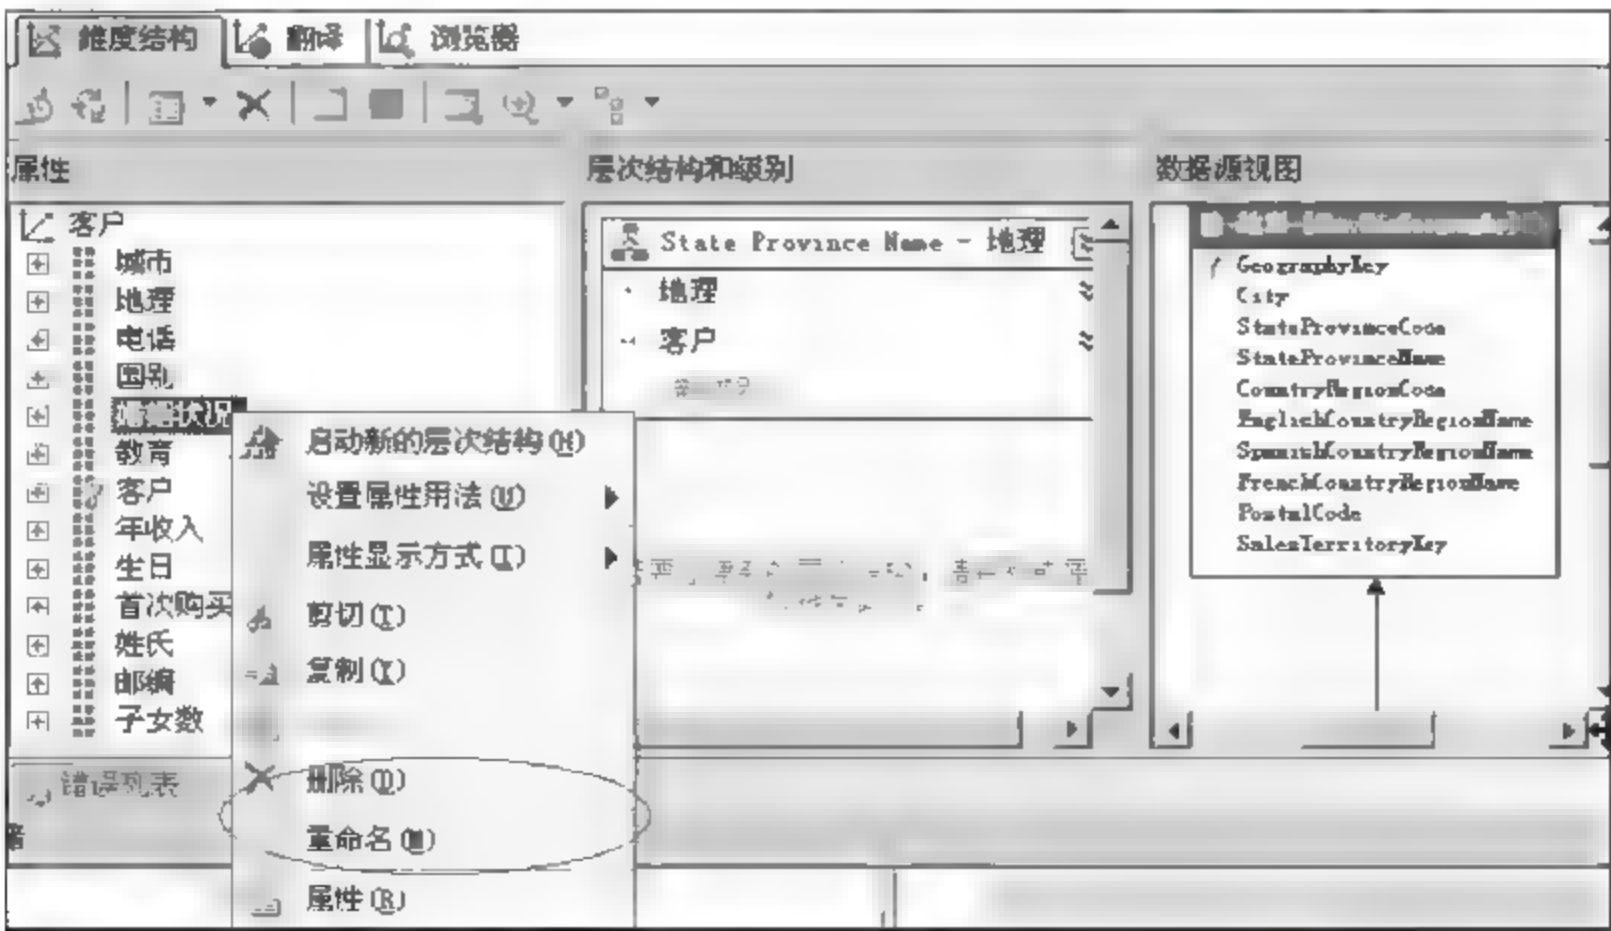 维度结构 翻译 浏览器
属性
客户
城市
地理
电话
国别
婚姻状况
教育
客户
年收入
生日
首次购买
姓氏
邮编
子女数
层次结构和级别
State Province Name - 地理
地理
客户
数据源视图
GeographyKey
City
StateProvinceCode
StateProvinceName
CountryRegionCode
EnglishCountryRegionName
SpanishCountryRegionName
FrenchCountryRegionName
PostalCode
SalesTerritoryKey
启动新的层次结构(H)
设置属性用法(U)
属性显示方式(I)
剪切(T)
复制(Y)
删除(D)
重命名(M)
属性(R)
错误列表